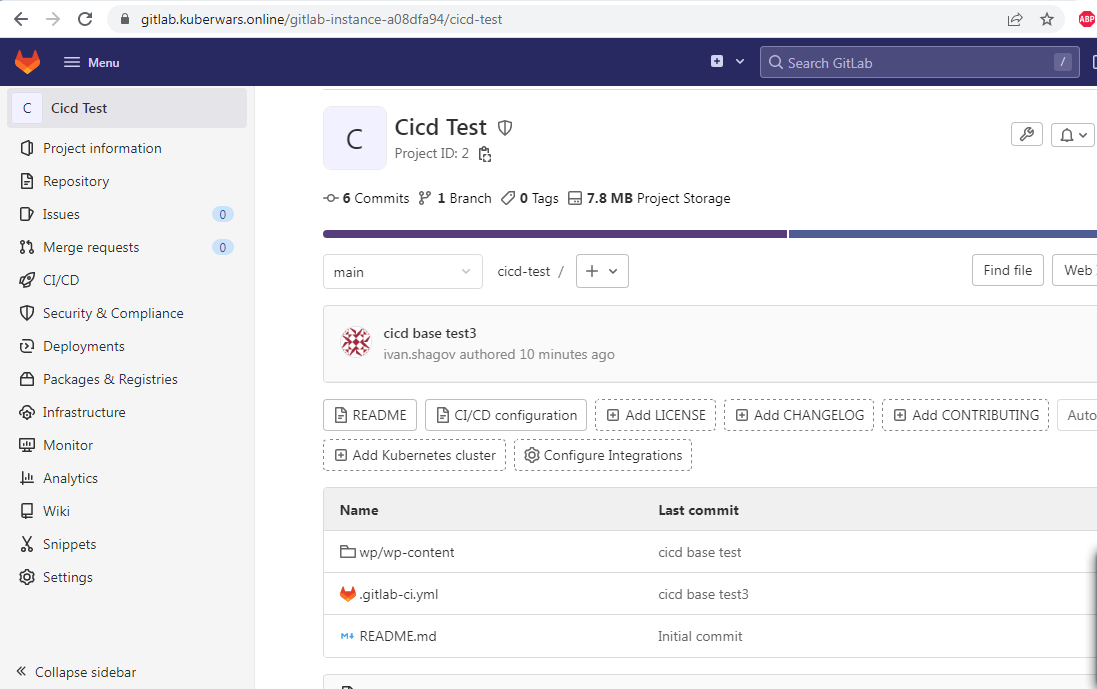 gitlab.kuberwars.online/gitlab-instance-a08dfa94/cicd-test
ABP
Menu
Search GitLab /
C Cicd Test
Project information
Repository
Issues 0
Merge requests 0
CI/CD
Security & Compliance
Deployments
Packages & Registries
Infrastructure
Monitor
Analytics
Wiki
Snippets
Settings
Collapse sidebar
C
Cicd Test
Project ID: 2
6 Commits 1 Branch 0 Tags 7.8 MB Project Storage
main cicd-test / Find file Web
cicd base test3
ivan.shagov authored 10 minutes ago
README CI/CD configuration Add LICENSE Add CHANGELOG Add CONTRIBUTING Auto
Add Kubernetes cluster Configure Integrations
Name Last commit
wp/wp-content cicd base test
.gitlab-ci.yml cicd base test3
M↓ README.md Initial commit